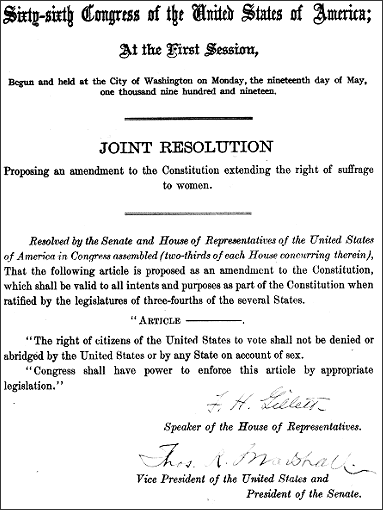 Sixty-sixth Congress of the United States of America;
At the First Session,
Begun and held at the City of Washington on Monday, the nineteenth day of May,
one thousand nine hundred and nineteen.
JOINT RESOLUTION
Proposing an amendment to the Constitution extending the right of suffrage
to women.
Resolved by the Senate and House of Representatives of the United States
of America in Congress assembled (two-thirds of each House concurring therein),
That the following article is proposed as an amendment to the Constitution,
which shall be valid to all intents and purposes as part of the Constitution when
ratified by the legislatures of three-fourths of the several States.
"ARTICLE ———.
"The right of citizens of the United States to vote shall not be denied or
abridged by the United States or by any State on account of sex.
"Congress shall have power to enforce this article by appropriate
legislation."
F. H. Gillett
Speaker of the House of Representatives.
Thos. R. Marshall.
Vice President of the United States and
President of the Senate.